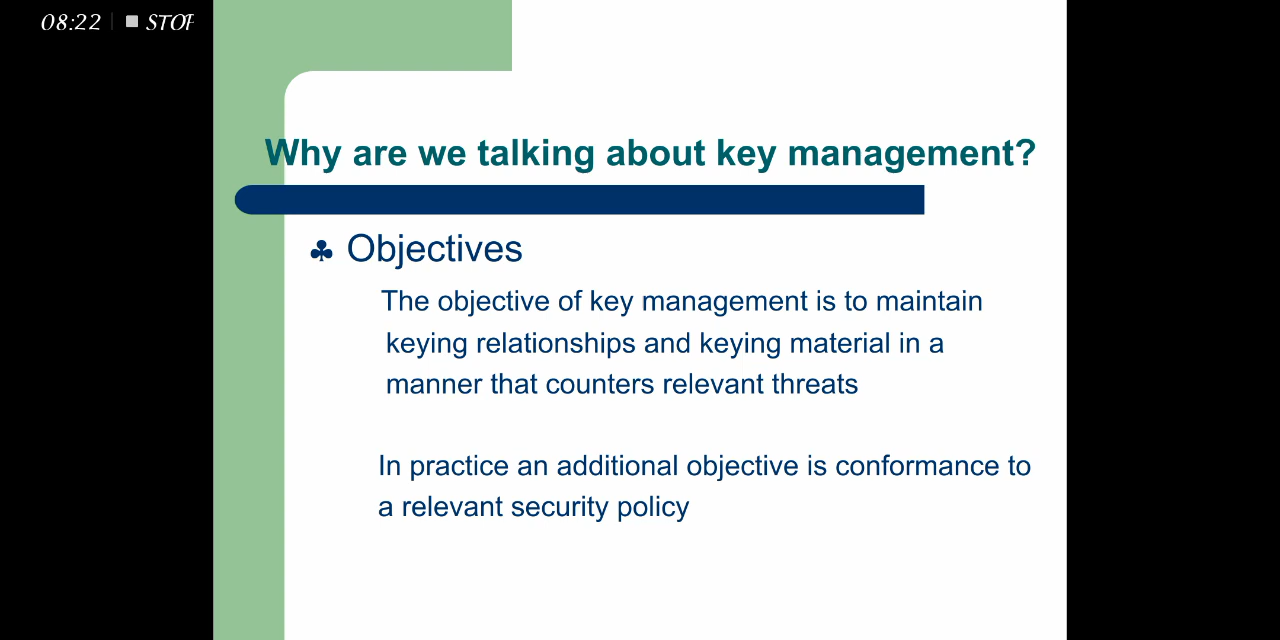 08:22
Why are we talking about key management?
♣ Objectives
The objective of key management is to maintain
keying relationships and keying material in a
manner that counters relevant threats
In practice an additional objective is conformance to
a relevant security policy